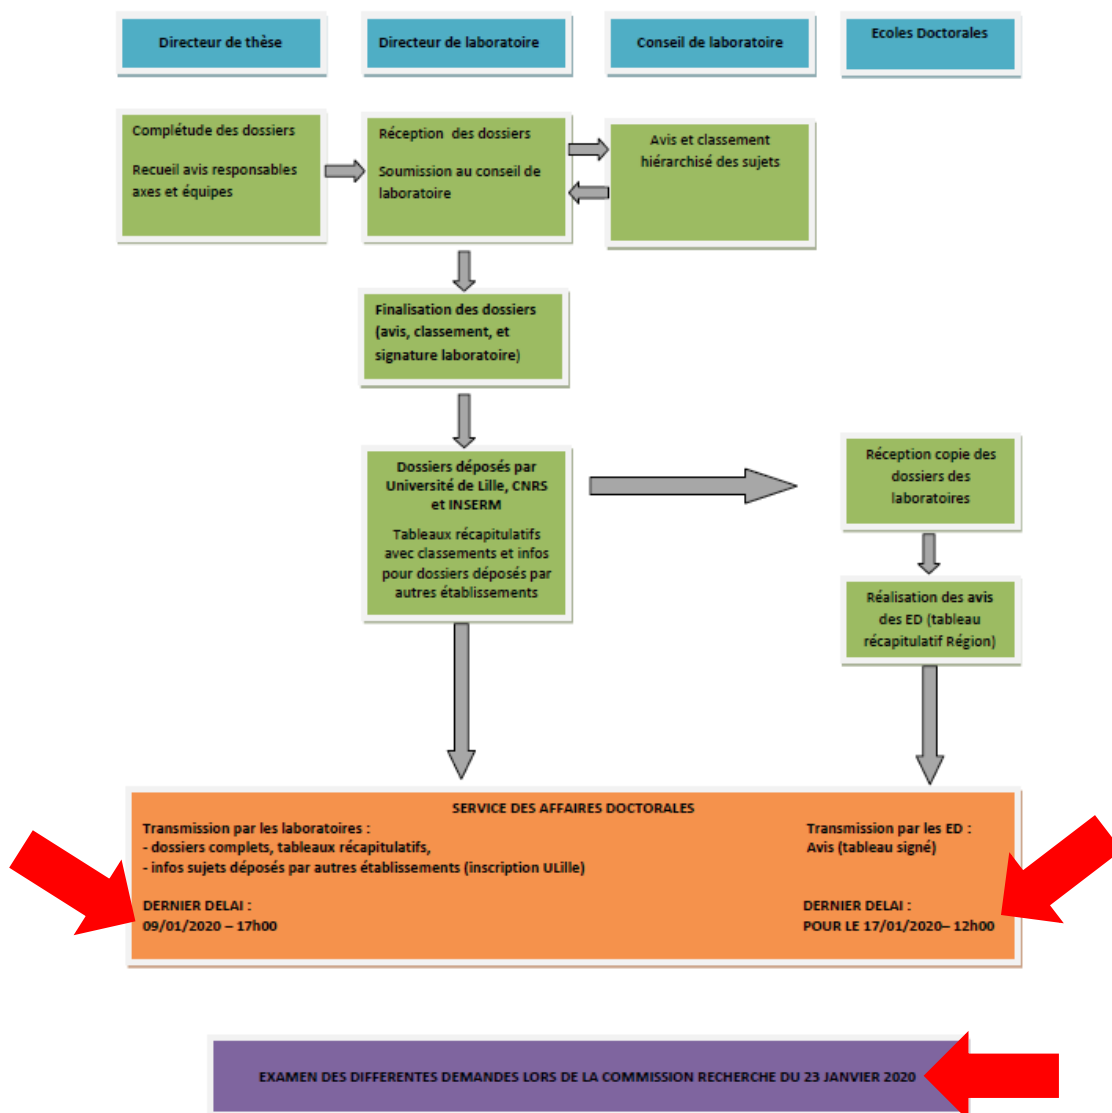 Directeur de thèse
Directeur de laboratoire
Conseil de laboratoire
Ecoles Doctorales
Complétude des dossiers
Recueil avis responsables
axes et équipes
Réception des dossiers
Soumission au conseil de
laboratoire
Avis et classement
hiérarchisé des sujets
Finalisation des dossiers
(avis, classement, et
signature laboratoire)
Dossiers déposés par
Université de Lille, CNRS
et INSERM
Tableaux récapitulatifs
avec classements et infos
pour dossiers déposés par
autres établissements
Réception copie des
dossiers des
laboratoires
Réalisation des avis
des ED (tableau
récapitulatif Région)
SERVICE DES AFFAIRES DOCTORALES
Transmission par les laboratoires :
- dossiers complets, tableaux récapitulatifs,
- infos sujets déposés par autres établissements (inscription ULille)
DERNIER DELAI :
09/01/2020 – 17h00
Transmission par les ED :
Avis (tableau signé)
DERNIER DELAI :
POUR LE 17/01/2020– 12h00
EXAMEN DES DIFFERENTES DEMANDES LORS DE LA COMMISSION RECHERCHE DU 23 JANVIER 2020